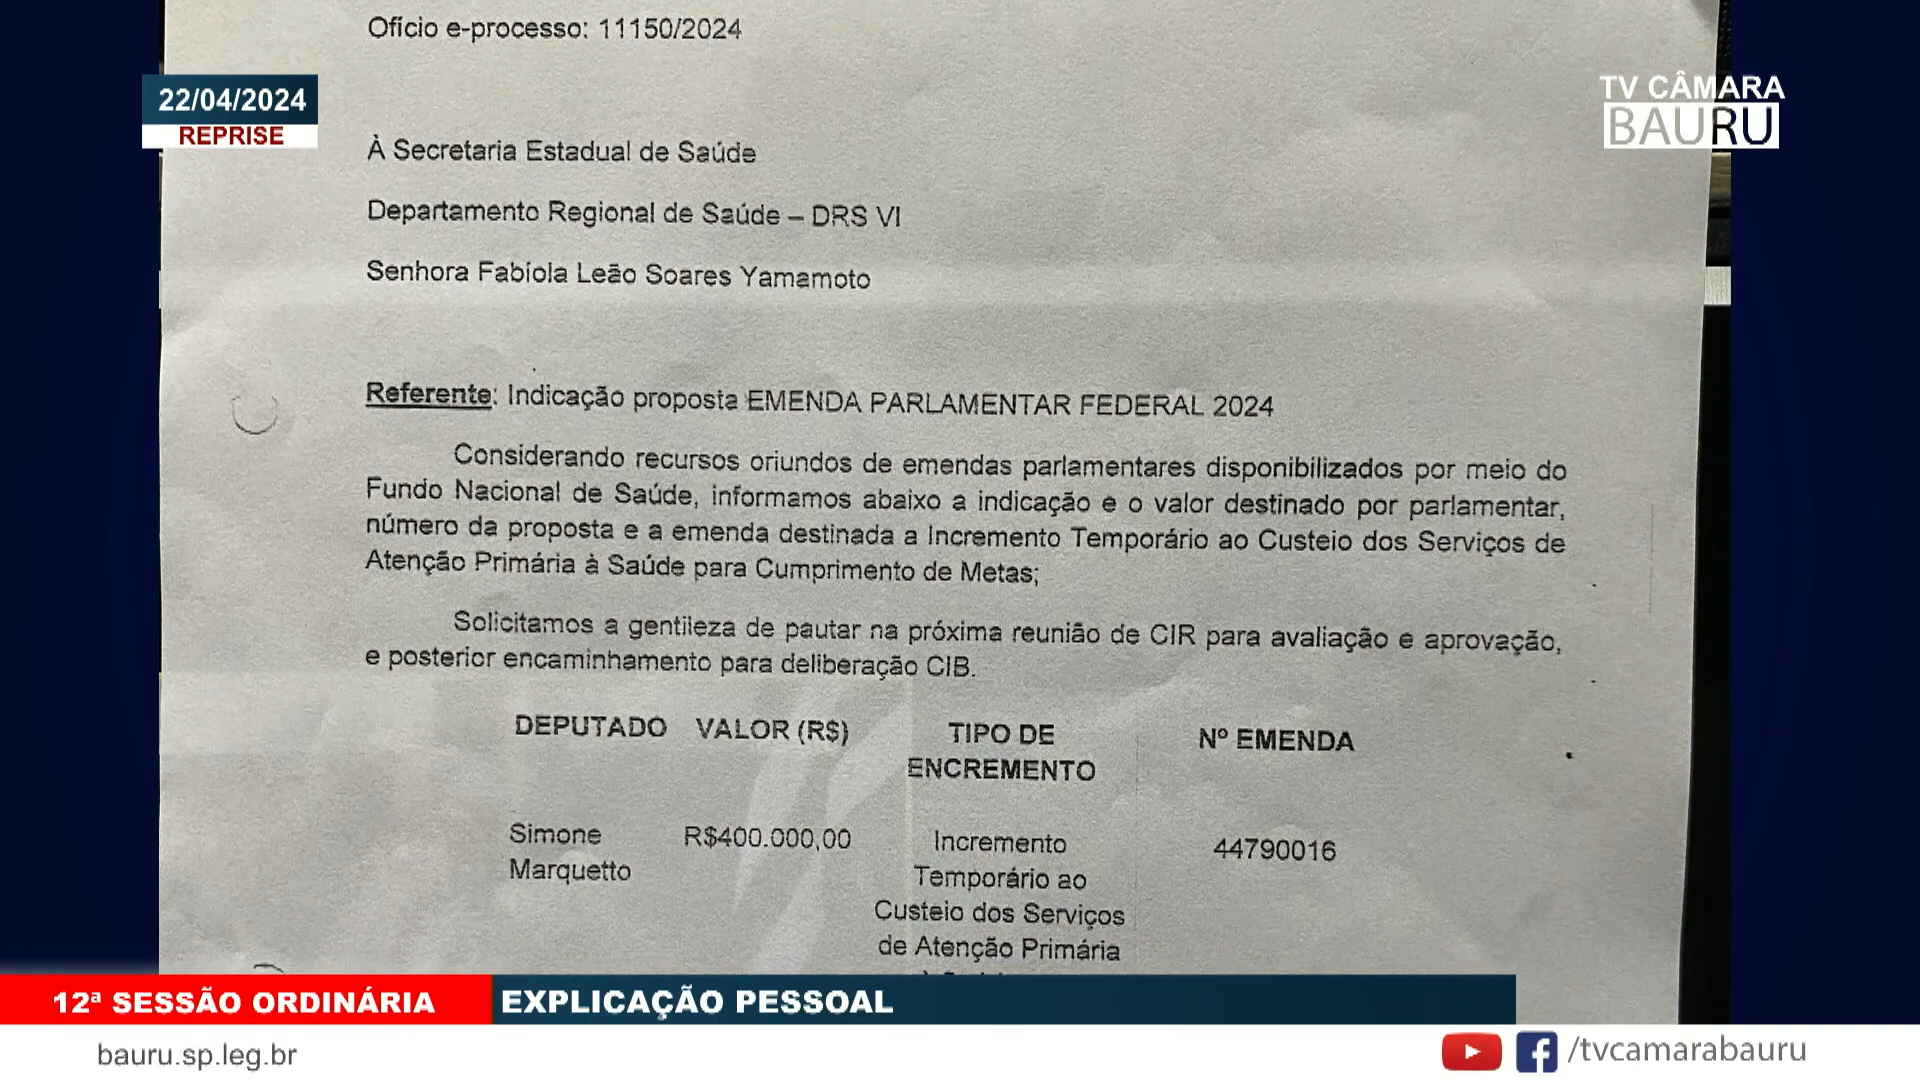 Ofício e-processo: 11150/2024
22/04/2024
REPRISE
TV CÂMARA
BAURU
À Secretaria Estadual de Saúde
Departamento Regional de Saúde – DRS VI
Senhora Fabíola Leão Soares Yamamoto
Referente: Indicação proposta EMENDA PARLAMENTAR FEDERAL 2024
Considerando recursos oriundos de emendas parlamentares disponibilizados por meio do
Fundo Nacional de Saúde, informamos abaixo a indicação e o valor destinado por parlamentar,
número da proposta e a emenda destinada a Incremento Temporário ao Custeio dos Serviços de
Atenção Primária à Saúde para Cumprimento de Metas;
Solicitamos a gentileza de pautar na próxima reunião de CIR para avaliação e aprovação,
e posterior encaminhamento para deliberação CIB.
DEPUTADO VALOR (R$) TIPO DE Nº EMENDA
ENCREMENTO
Simone R$400.000,00 Incremento 44790016
Marquetto Temporário ao
Custeio dos Serviços
de Atenção Primária
12ª SESSÃO ORDINÁRIA EXPLICAÇÃO PESSOAL
bauru.sp.leg.br /tvcamarabauru